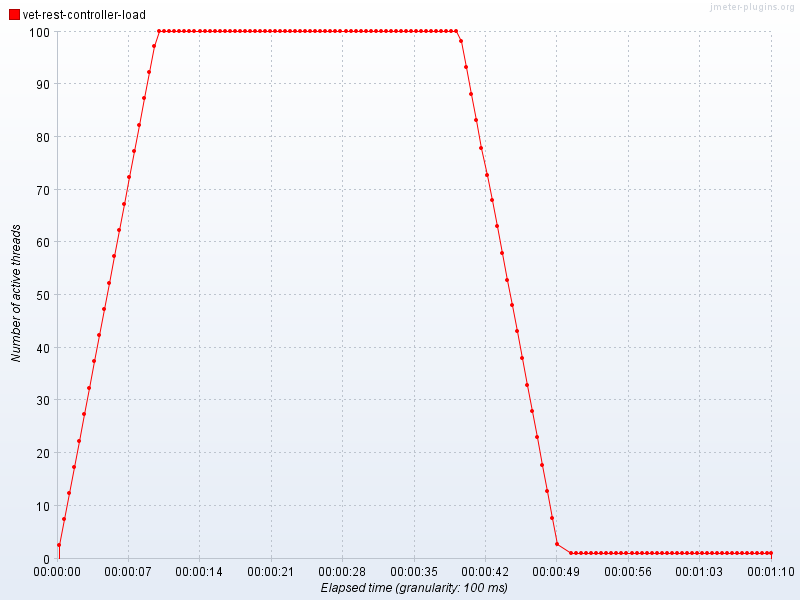 vet-rest-controller-load
jmeter-plugins.org
100
90
80
70
60
50
40
30
20
10
0
Number of active threads
00:00:00 00:00:07 00:00:14 00:00:21 00:00:28 00:00:35 00:00:42 00:00:49 00:00:56 00:01:03 00:01:10
Elapsed time (granularity: 100 ms)